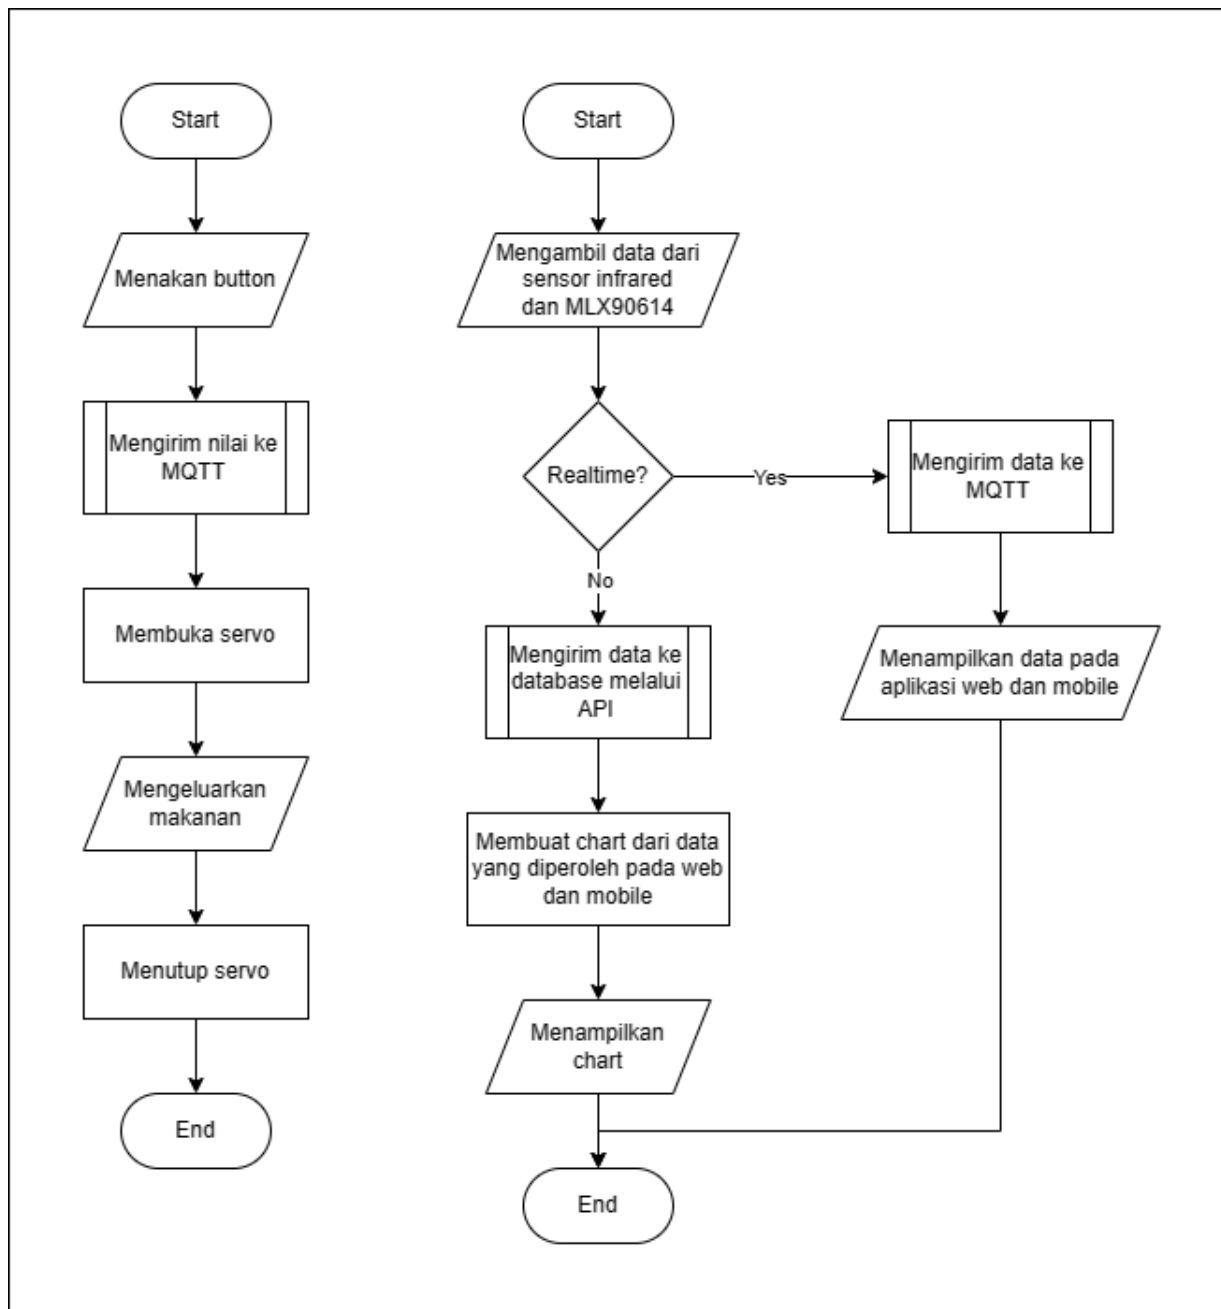 Start
Menakan button
Mengirim nilai ke
MQTT
Membuka servo
Mengeluarkan
makanan
Menutup servo
End
Start
Mengambil data dari
sensor infrared
dan MLX90614
Realtime?
Yes
Mengirim data ke
MQTT
Menampilkan data pada
aplikasi web dan mobile
No
Mengirim data ke
database melalui
API
Membuat chart dari data
yang diperoleh pada web
dan mobile
Menampilkan
chart
End